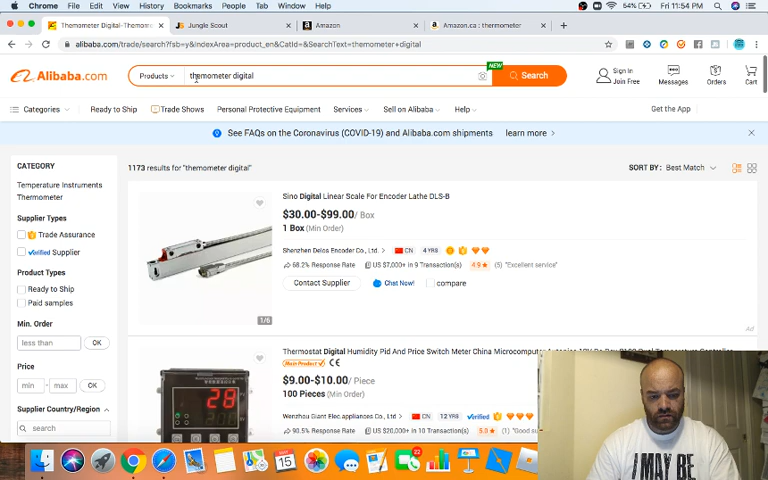 Chrome File Edit View History Bookmarks People Tab Window Help 54% Fri 11:54 PM
Themometer Digital-Themom Jungle Scout Amazon Amazon.ca : thermometer
alibaba.com/trade/search?fsb=y&indexArea=product_en&CatId=&SearchText=themometer+digital
Alibaba.com Products themometer digital NEW Search Sign In Join Free Messages Orders Cart
Categories Ready to Ship Trade Shows Personal Protective Equipment Services Sell on Alibaba Help Get the App
See FAQs on the Coronavirus (COVID-19) and Alibaba.com shipments learn more
CATEGORY
Temperature Instruments
Thermometer
Supplier Types
Trade Assurance
Verified Supplier
Product Types
Ready to Ship
Paid samples
Min. Order
less than OK
Price
min - max OK
Supplier Country/Region
search
1173 results for "themometer digital"
SORT BY: Best Match
Sino Digital Linear Scale For Encoder Lathe DLS-B
$30.00-$99.00 / Box
1 Box (Min Order)
Shenzhen Delos Encoder Co., Ltd. CN 4 YRS
68.2% Response Rate US $7,000+ in 9 Transaction(s) 4.9 (5) "Excellent service"
Contact Supplier Chat Now! compare
1/6
Ad
Thermostat Digital Humidity Pid And Price Switch Meter China
Main Product CE
$9.00-$10.00 / Piece
100 Pieces (Min Order)
Wenzhou Giant Elec appliances Co., Ltd. CN 12 YRS Verified
90.5% Response Rate US $20,000+ in 10 Transaction(s) 5.0
28
15
22
I MAY BE